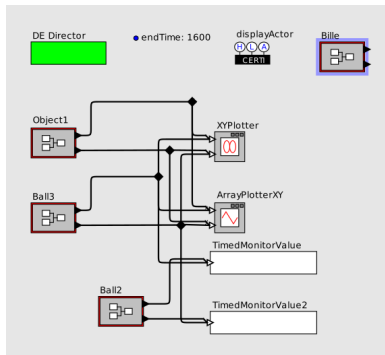 DE Director
endTime: 1600
displayActor
H L A
CERTI
Bille
Object1
XYPlotter
Ball3
ArrayPlotterXY
TimedMonitorValue
Ball2
TimedMonitorValue2